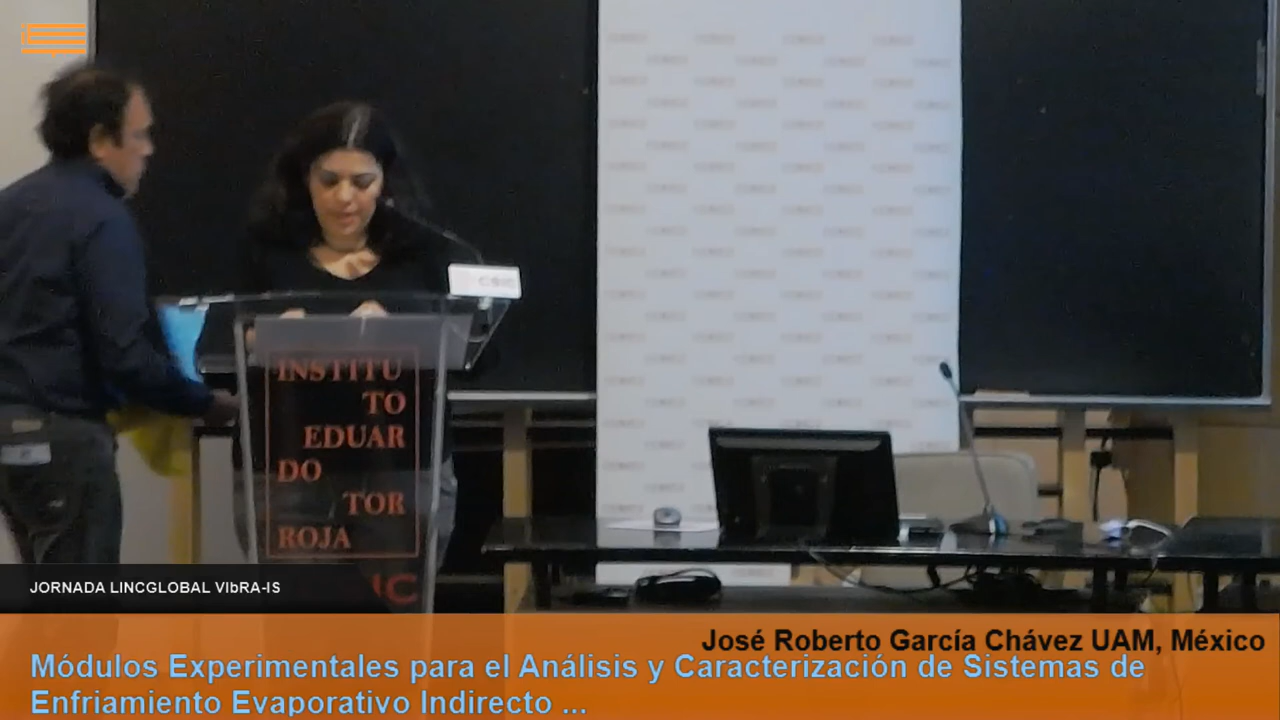 CSIC
INSTITU
TO
EDUAR
DO
TOR
ROJA
JORNADA LINCGLOBAL VIbRA-IS
José Roberto García Chávez UAM, México
Módulos Experimentales para el Análisis y Caracterización de Sistemas de
Enfriamiento Evaporativo Indirecto ...